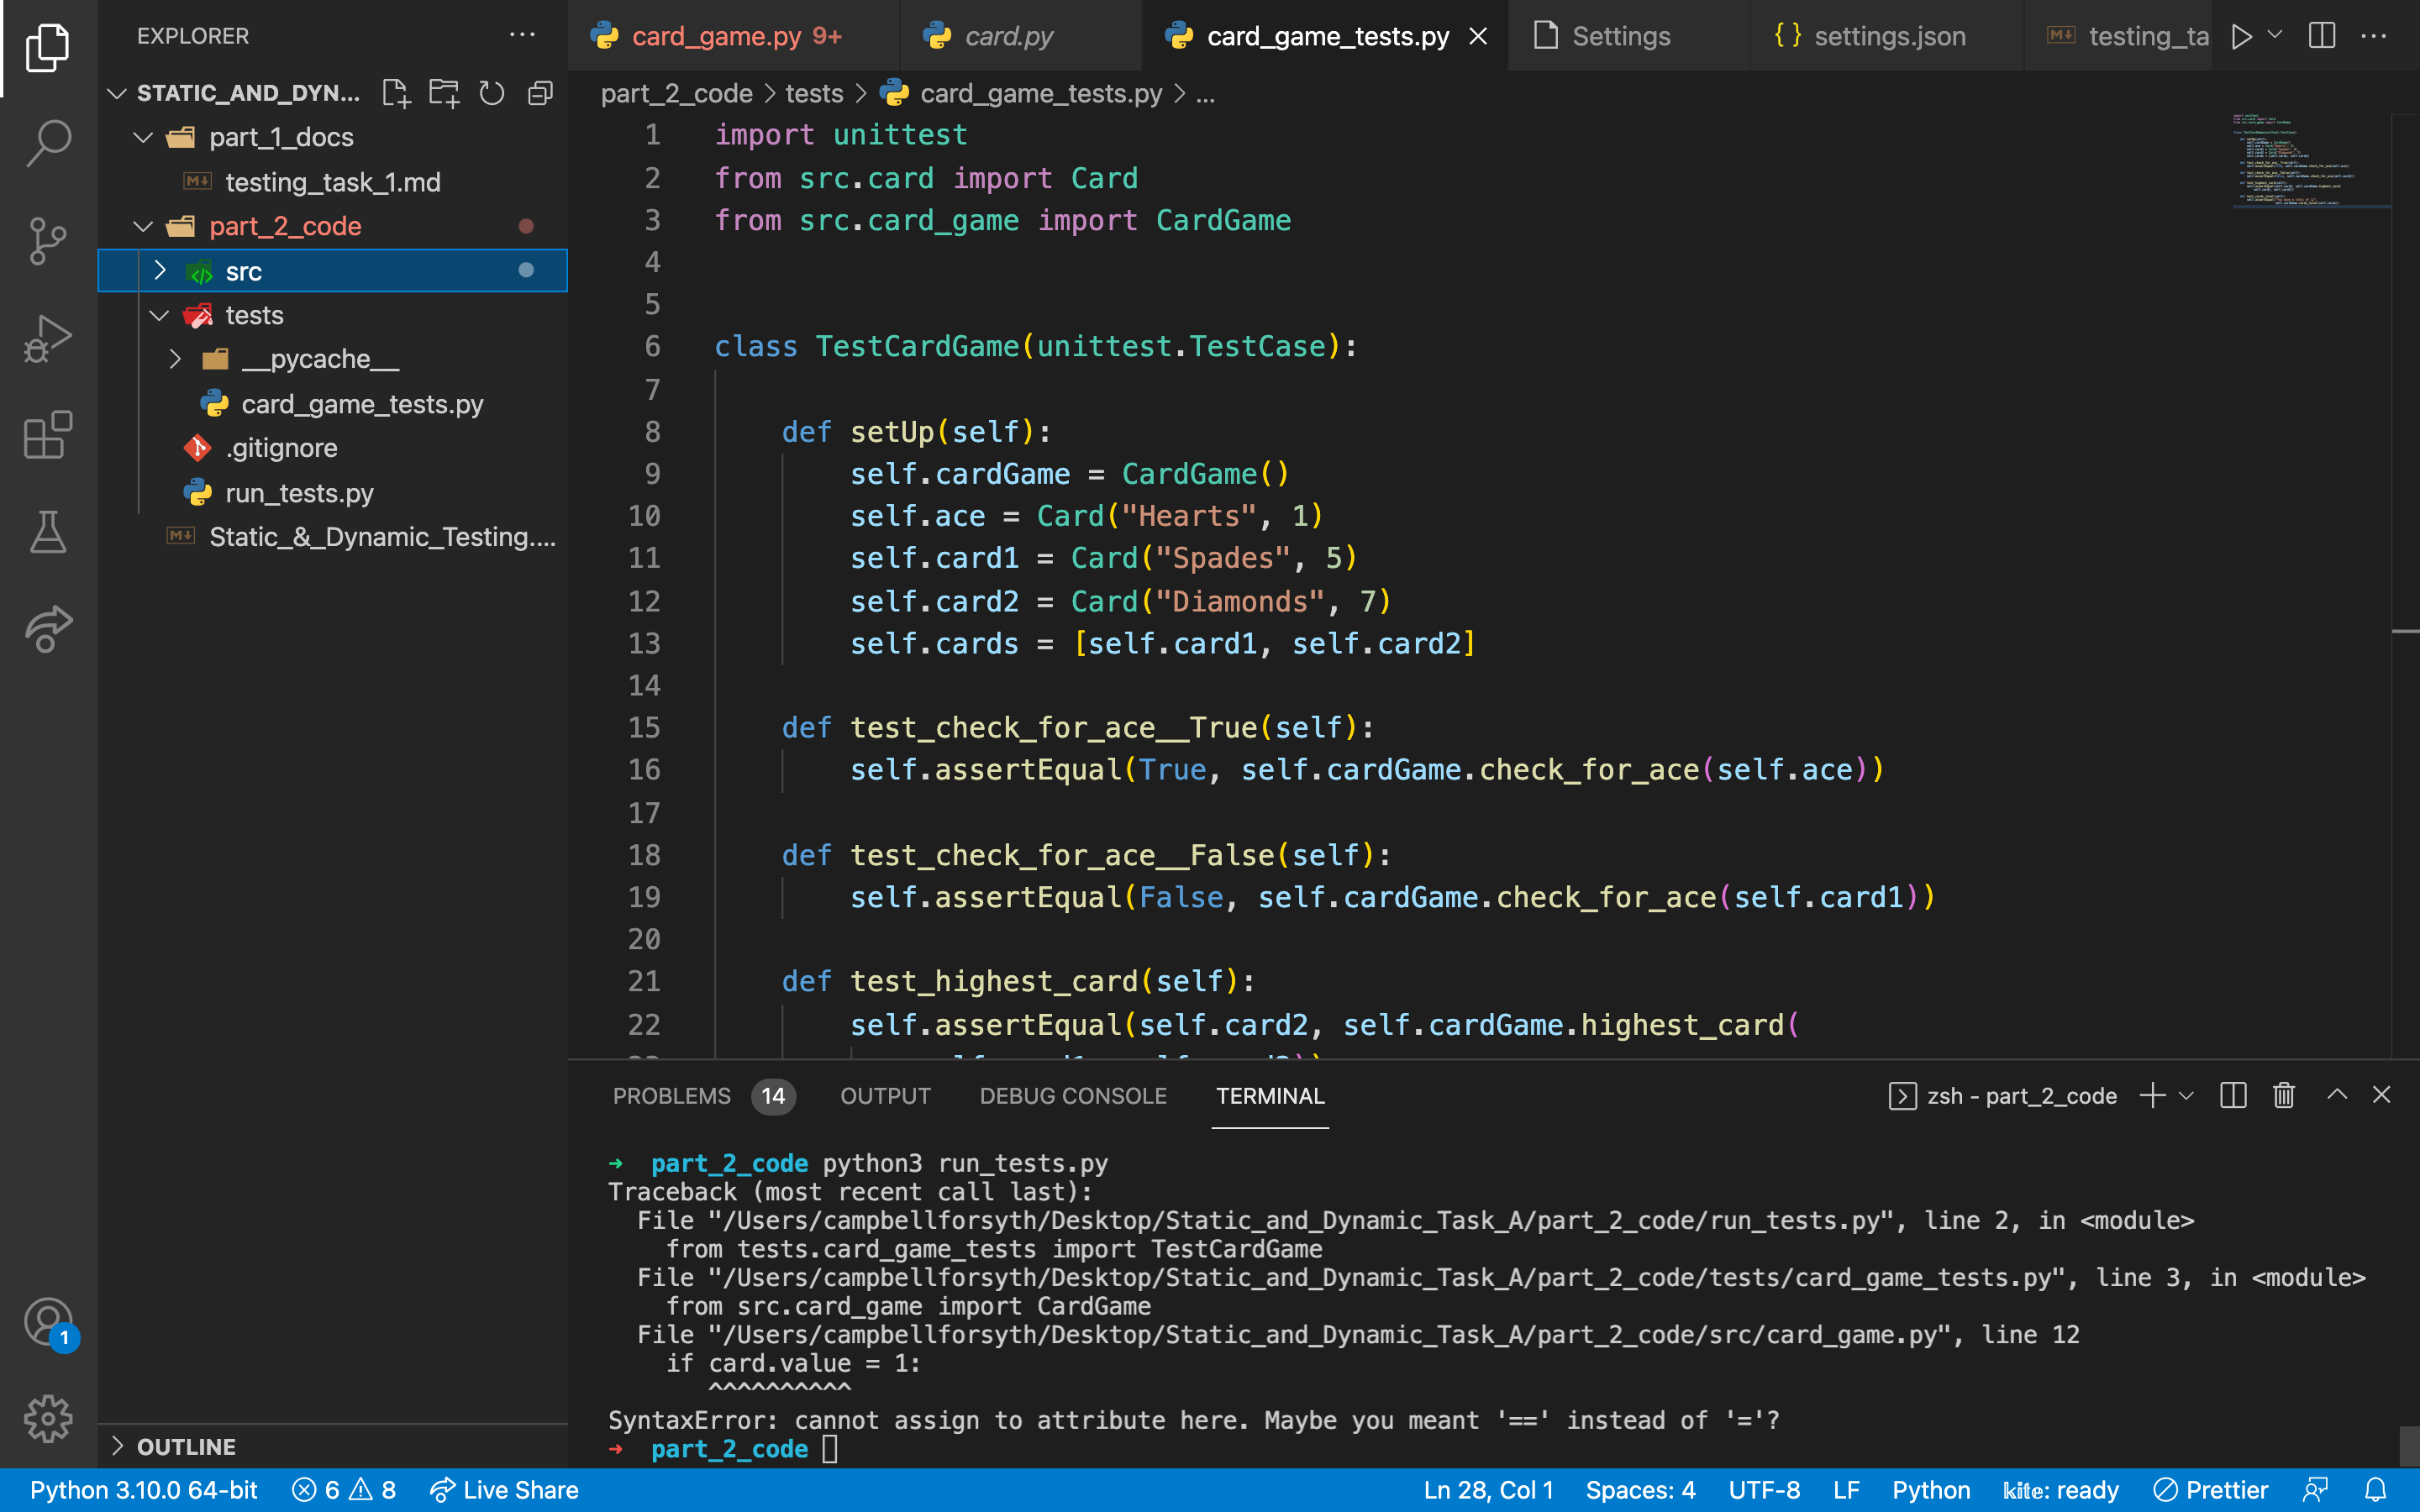 EXPLORER
STATIC_AND_DYN...
part_1_docs
testing_task_1.md
part_2_code
src
tests
__pycache__
card_game_tests.py
.gitignore
run_tests.py
Static_&_Dynamic_Testing....
OUTLINE
card_game.py 9+
card.py
card_game_tests.py
Settings
{ } settings.json
testing_ta
part_2_code > tests > card_game_tests.py > ...
1 import unittest
2 from src.card import Card
3 from src.card_game import CardGame
4
5
6 class TestCardGame(unittest.TestCase):
7
8 def setUp(self):
9 self.cardGame = CardGame()
10 self.ace = Card("Hearts", 1)
11 self.card1 = Card("Spades", 5)
12 self.card2 = Card("Diamonds", 7)
13 self.cards = [self.card1, self.card2]
14
15 def test_check_for_ace__True(self):
16 self.assertEqual(True, self.cardGame.check_for_ace(self.ace))
17
18 def test_check_for_ace__False(self):
19 self.assertEqual(False, self.cardGame.check_for_ace(self.card1))
20
21 def test_highest_card(self):
22 self.assertEqual(self.card2, self.cardGame.highest_card(
PROBLEMS 14 OUTPUT DEBUG CONSOLE TERMINAL
zsh - part_2_code
→ part_2_code python3 run_tests.py
Traceback (most recent call last):
File "/Users/campbellforsyth/Desktop/Static_and_Dynamic_Task_A/part_2_code/run_tests.py", line 2, in <module>
from tests.card_game_tests import TestCardGame
File "/Users/campbellforsyth/Desktop/Static_and_Dynamic_Task_A/part_2_code/tests/card_game_tests.py", line 3, in <module>
from src.card_game import CardGame
File "/Users/campbellforsyth/Desktop/Static_and_Dynamic_Task_A/part_2_code/src/card_game.py", line 12
if card.value = 1:
^^^^^^^^^^
SyntaxError: cannot assign to attribute here. Maybe you meant '==' instead of '='?
→ part_2_code
1
Python 3.10.0 64-bit 6 8 Live Share
Ln 28, Col 1 Spaces: 4 UTF-8 LF Python kite: ready Prettier